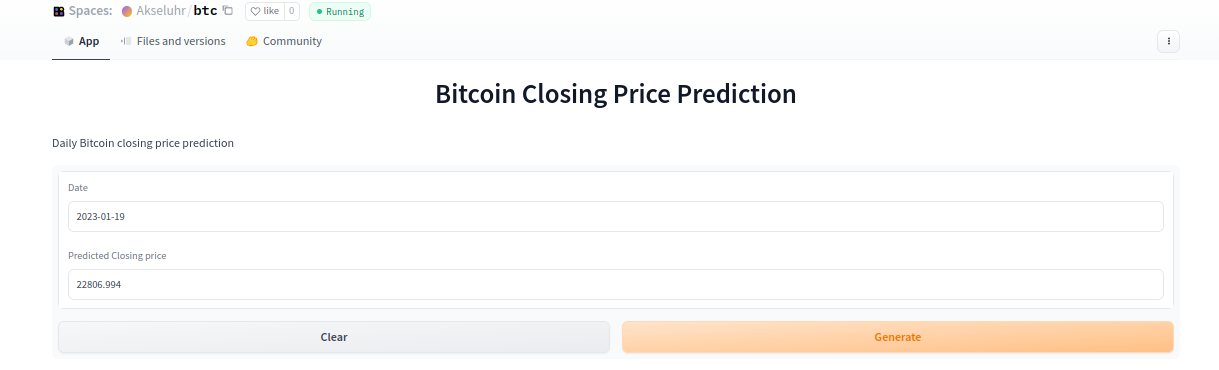 Spaces: Akseluhr/btc like 0 Running
App Files and versions Community
Bitcoin Closing Price Prediction
Daily Bitcoin closing price prediction
Date
2023-01-19
Predicted Closing price
22806.994
Clear Generate